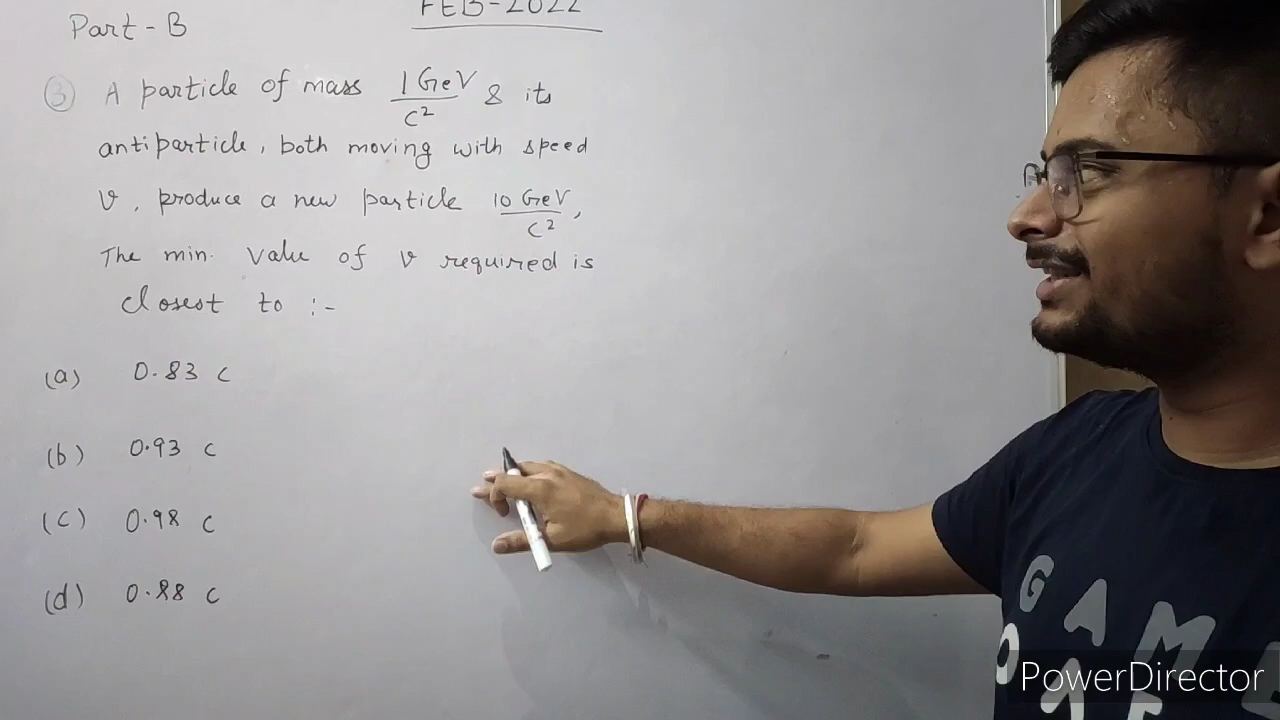 Part-B
FEB-2022
(3) A particle of mass 1 GeV/c² & its
antiparticle, both moving with speed
v, produce a new particle 10 GeV/c²,
The min. value of v required is
closest to :-
(a) 0.83 c
(b) 0.93 c
(c) 0.98 c
(d) 0.88 c
GAM
PowerDirector